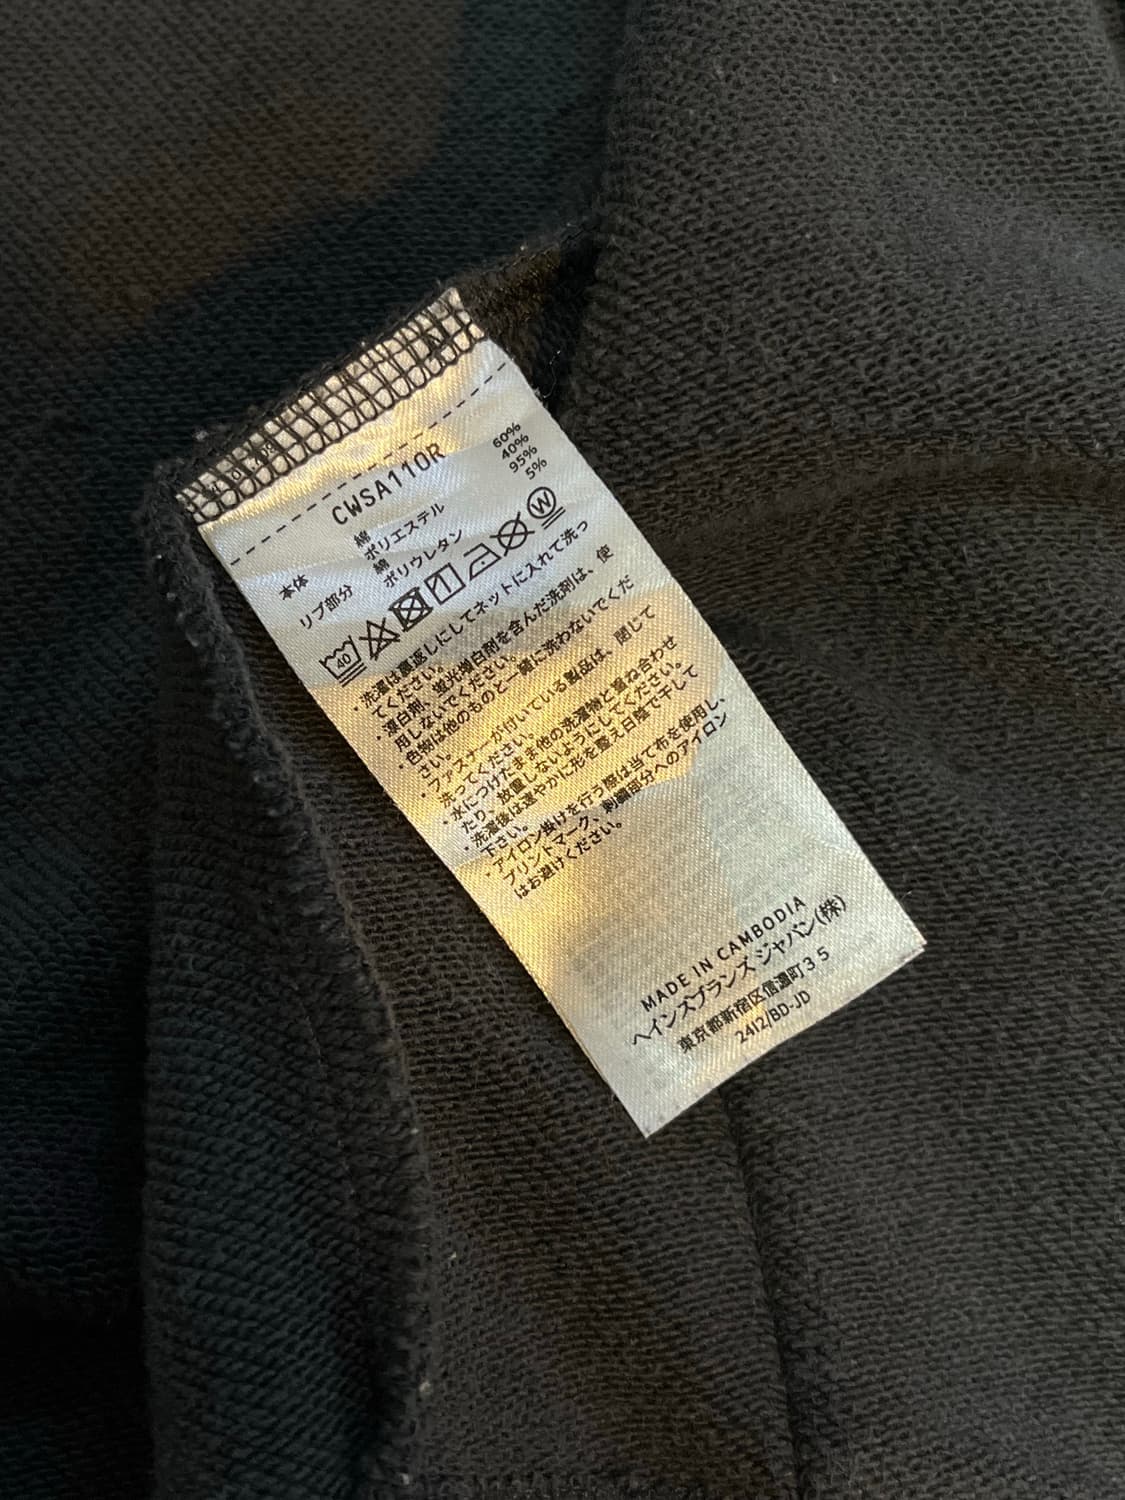 CWSA110R
本体 綿 60%
ポリエステル 40%
リブ部分 綿 95%
ポリウレタン 5%
40 W
・洗濯は裏返しにしてネットに入れて洗っ
てください。
・漂白剤、蛍光増白剤を含んだ洗剤は、使
用しないでください。
・色物は他のものと一緒に洗わないでくだ
さい。
・ファスナーが付いている製品は、閉じて
洗ってください。
・水につけたまま他の洗濯物と重ね合わせ
たり、放置しないようにしてください。
・洗濯後は速やかに形を整え日陰で干して
下さい。
・アイロン掛けを行う際は当て布を使用し、
プリントマーク、刺繍部分へのアイロン
はお避けください。
MADE IN CAMBODIA
ヘインズブランズ ジャパン(株)
東京都新宿区信濃町35
2412/BD-JD